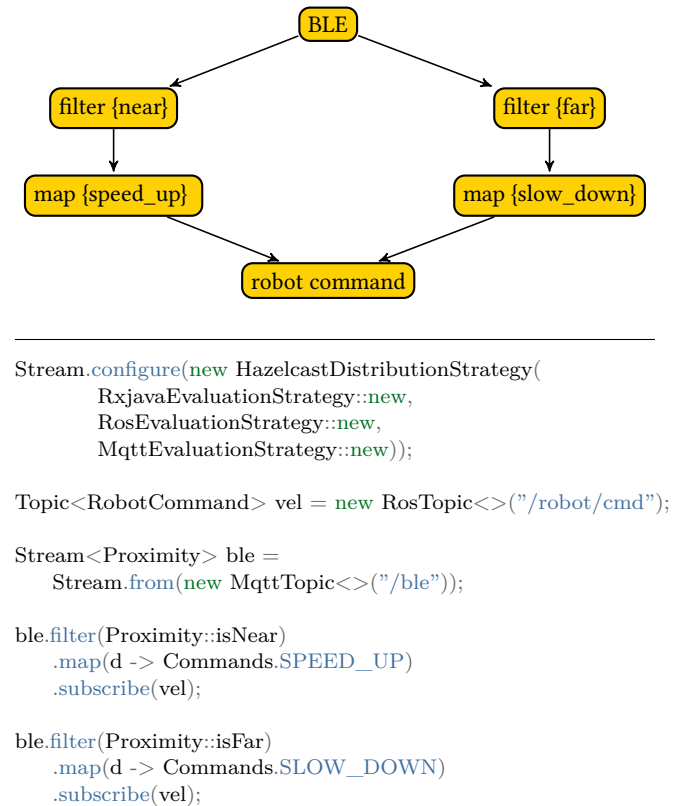 BLE
filter {near}
filter {far}
map {speed_up}
map {slow_down}
robot command
Stream.configure(new HazelcastDistributionStrategy(
RxjavaEvaluationStrategy::new,
RosEvaluationStrategy::new,
MqttEvaluationStrategy::new));
Topic<RobotCommand> vel = new RosTopic<>("/robot/cmd");
Stream<Proximity> ble =
Stream.from(new MqttTopic<>("/ble"));
ble.filter(Proximity::isNear)
.map(d -> Commands.SPEED_UP)
.subscribe(vel);
ble.filter(Proximity::isFar)
.map(d -> Commands.SLOW_DOWN)
.subscribe(vel);